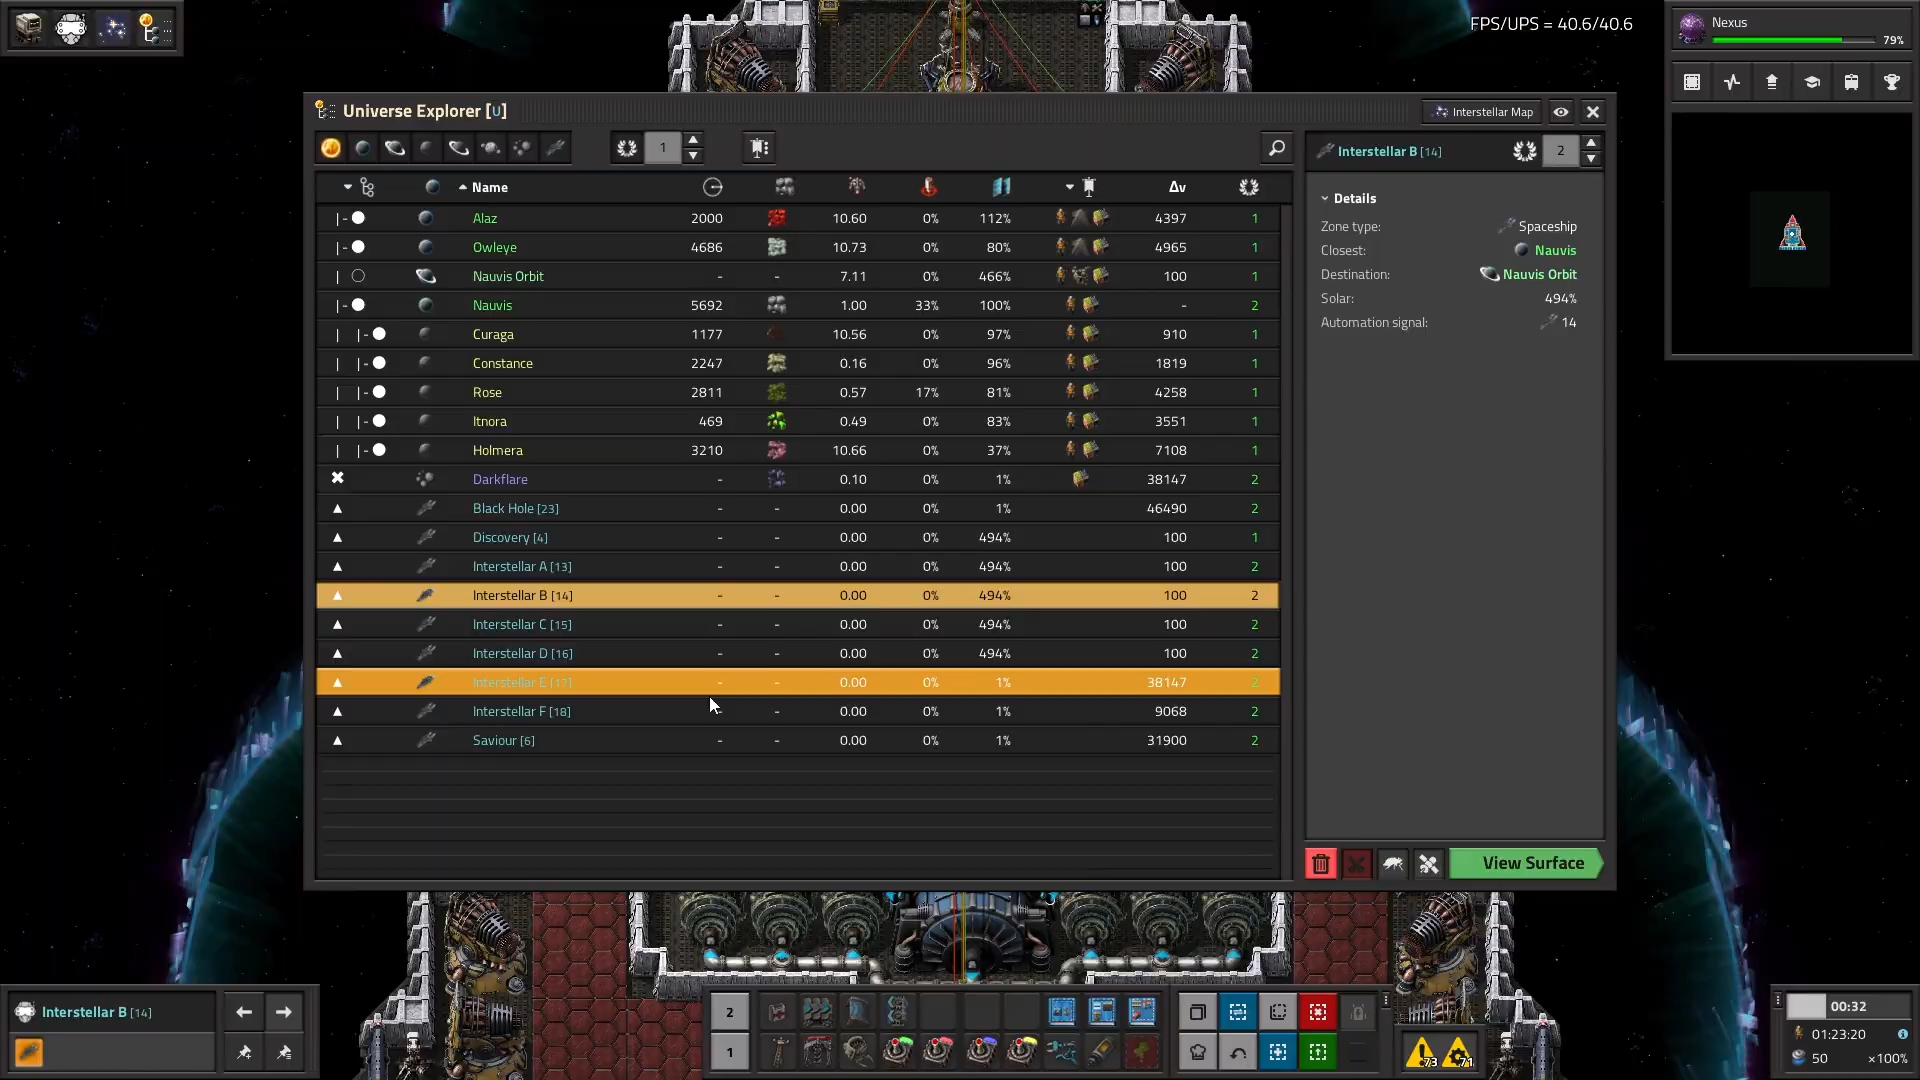 FPS/UPS = 40.6/40.6
Nexus
79%
Universe Explorer [U]
Interstellar Map
1
Interstellar B [14]
2
Name
Δv
Alaz 2000 10.60 0% 112% 4397 1
Owleye 4686 10.73 0% 80% 4965 1
Nauvis Orbit - - 7.11 0% 466% 100 1
Nauvis 5692 1.00 33% 100% - 2
Curaga 1177 10.56 0% 97% 910 1
Constance 2247 0.16 0% 96% 1819 1
Rose 2811 0.57 17% 81% 4258 1
Itnora 469 0.49 0% 83% 3551 1
Holmera 3210 10.66 0% 37% 7108 1
Darkflare - 0.10 0% 1% 38147 2
Black Hole [23] - - 0.00 0% 1% 46490 2
Discovery [4] - - 0.00 0% 494% 100 1
Interstellar A [13] - - 0.00 0% 494% 100 2
Interstellar B [14] - - 0.00 0% 494% 100 2
Interstellar C [15] - - 0.00 0% 494% 100 2
Interstellar D [16] - - 0.00 0% 494% 100 2
Interstellar E [17] - - 0.00 0% 1% 38147 2
Interstellar F [18] - - 0.00 0% 1% 9068 2
Saviour [6] - - 0.00 0% 1% 31900 2
Details
Zone type: Spaceship
Closest: Nauvis
Destination: Nauvis Orbit
Solar: 494%
Automation signal: 14
View Surface
Interstellar B [14]
2
1
73
71
00:32
01:23:20
50 ×100%